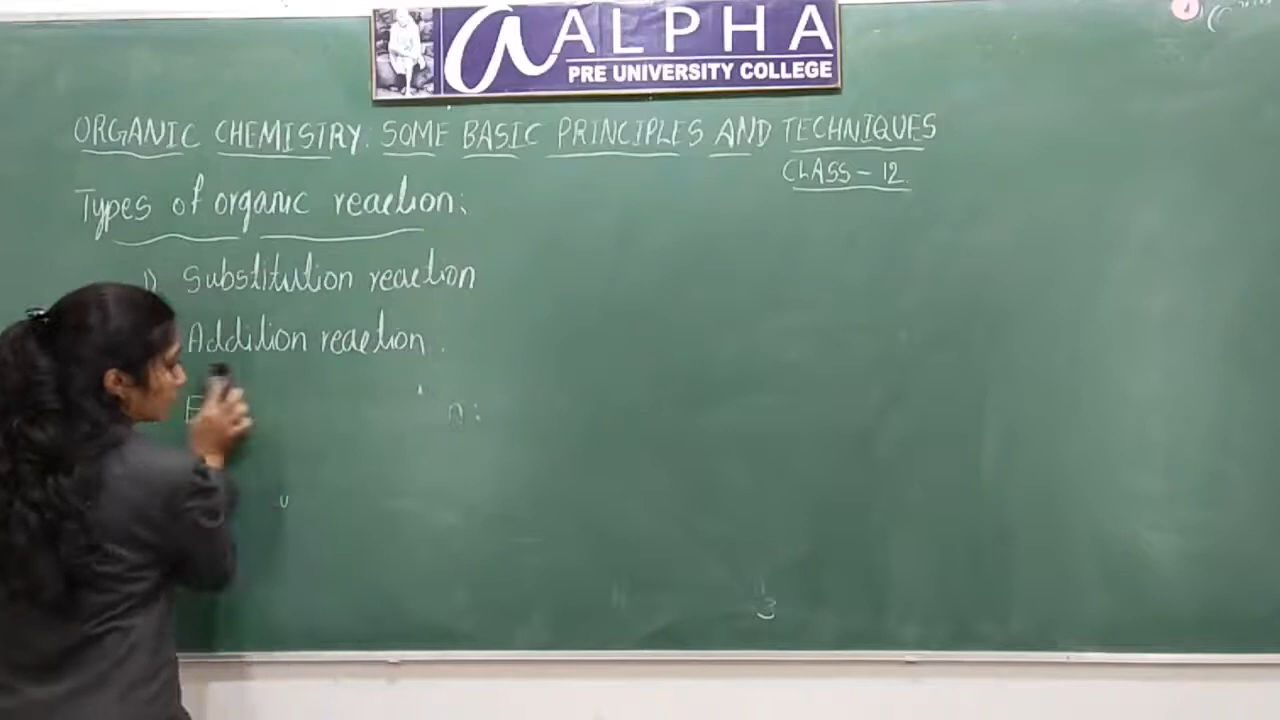 a ALPHA
PRE UNIVERSITY COLLEGE
ORGANIC CHEMISTRY: SOME BASIC PRINCIPLES AND TECHNIQUES
CLASS - 12
Types of organic reaction:
1) Substitution reaction
Addition reaction.
E
n:
3